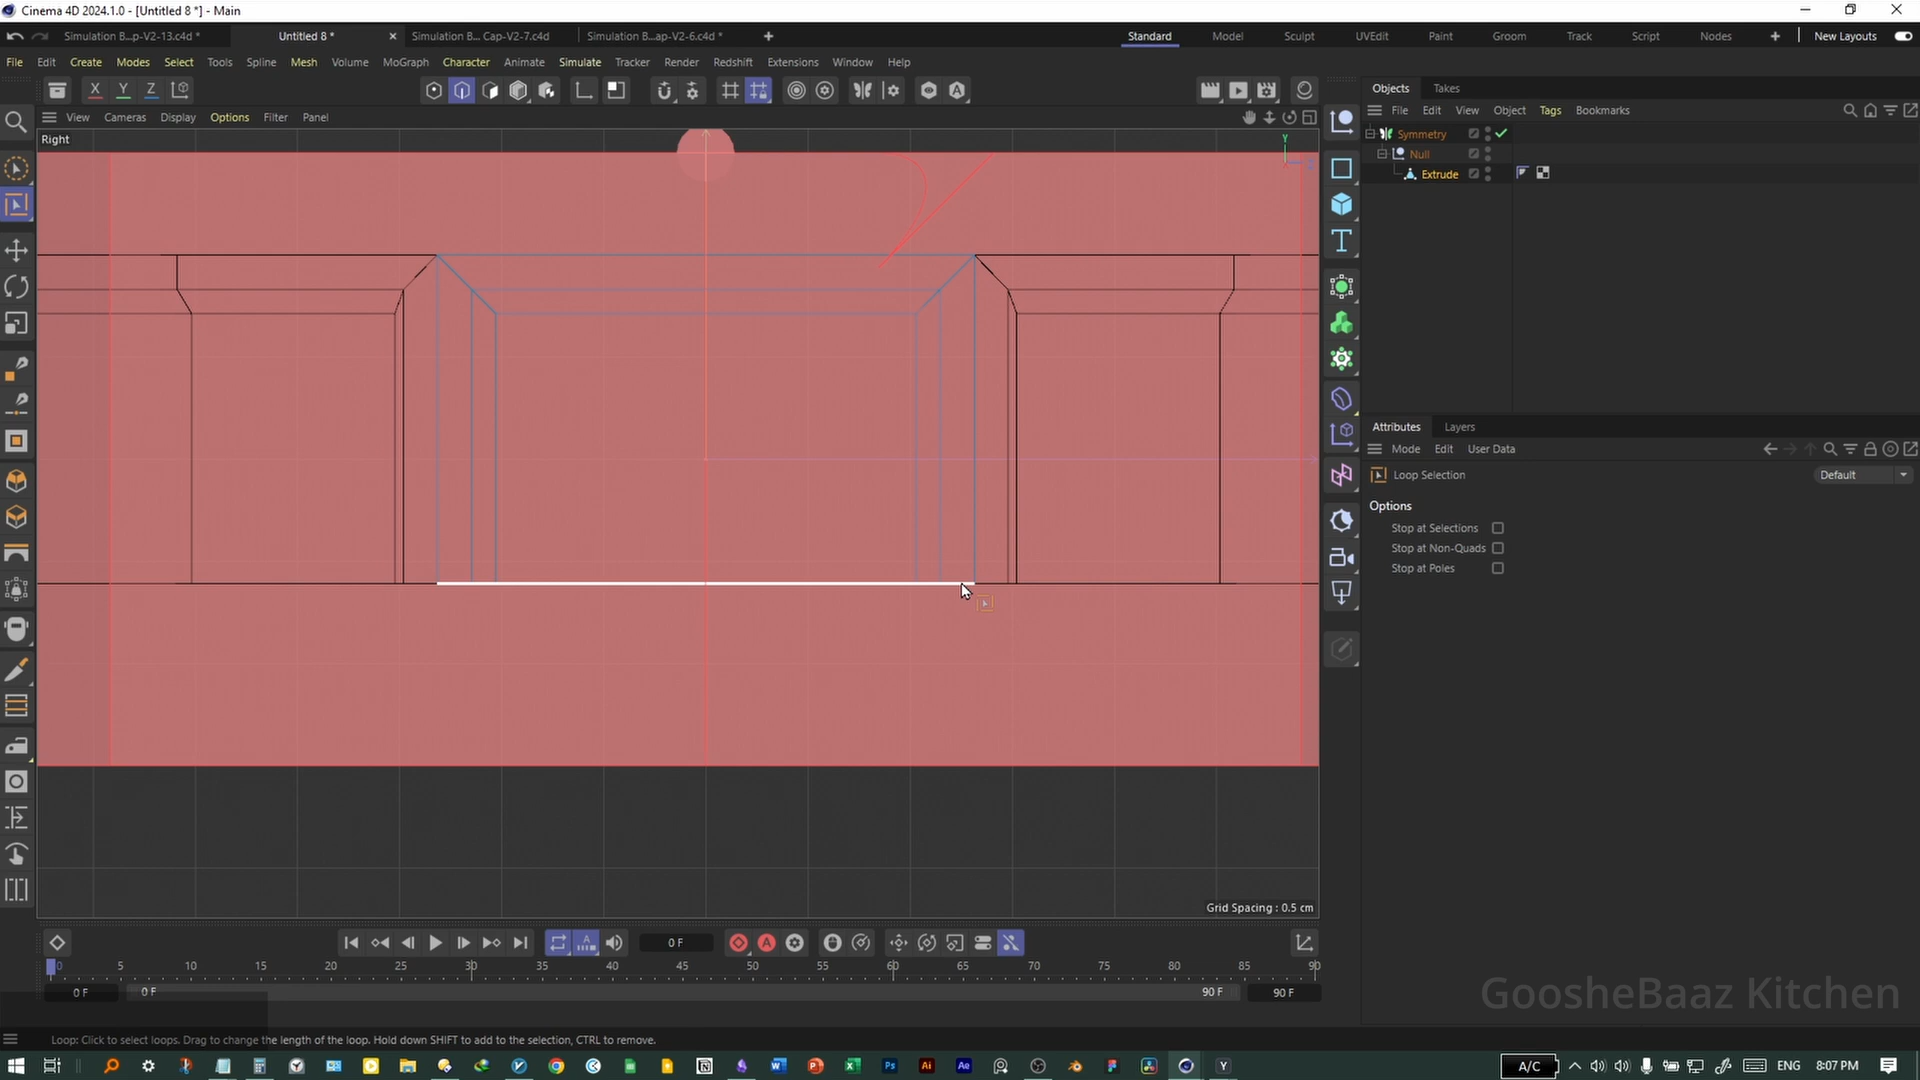 Cinema 4D 2024.1.0 - [Untitled 8 *] - Main
Simulation B...p-V2-13.c4d *
Untitled 8 *
Simulation B... Cap-V2-7.c4d
Simulation B...ap-V2-6.c4d *
Standard
Model
Sculpt
UVEdit
Paint
Groom
Track
Script
Nodes
New Layouts
File Edit Create Modes Select Tools Spline Mesh Volume MoGraph Character Animate Simulate Tracker Render Redshift Extensions Window Help
X Y Z
View Cameras Display Options Filter Panel
Right
Y
Objects Takes
File Edit View Object Tags Bookmarks
Symmetry
Null
Extrude
Attributes Layers
Mode Edit User Data
Loop Selection
Default
Options
Stop at Selections
Stop at Non-Quads
Stop at Poles
Grid Spacing : 0.5 cm
0 F
0 5 10 15 20 25 30 35 40 45 50 55 60 65 70 75 80 85 90
0 F
0 F
90 F
90 F
GoosheBaaz Kitchen
Loop: Click to select loops. Drag to change the length of the loop. Hold down SHIFT to add to the selection, CTRL to remove.
A/C
ENG
8:07 PM